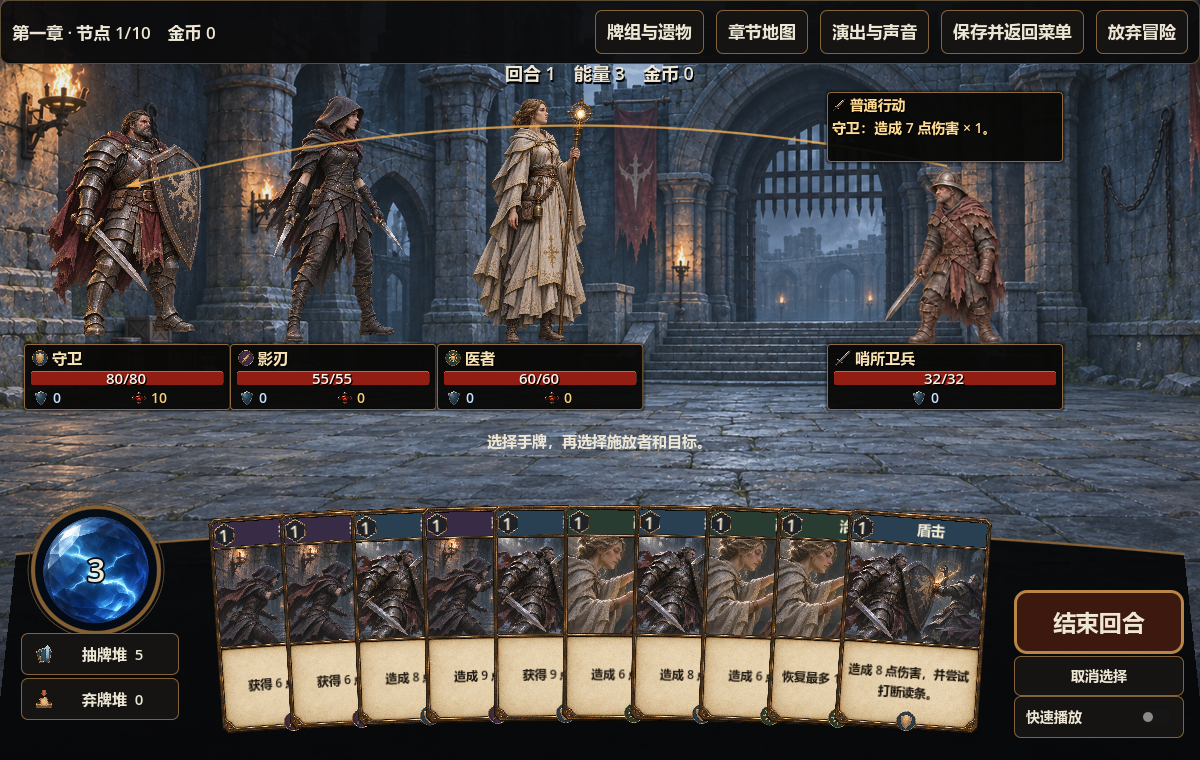 第一章 · 节点 1/10 金币 0
牌组与遗物
章节地图
演出与声音
保存并返回菜单
放弃冒险
回合 1 能量 3 金币 0
普通行动
守卫：造成 7 点伤害 × 1。
守卫
80/80
0 10
影刃
55/55
0 0
医者
60/60
0 0
哨所卫兵
32/32
0
选择手牌，再选择施放者和目标。
3
抽牌堆 5
弃牌堆 0
1
获得 6
1
获得 6
1
造成 8
1
造成 9
1
获得 9
1
造成 6
1
造成 8
1
造成 6
1
恢复最多
1 盾击
造成 8 点伤害，并尝试
打断读条。
结束回合
取消选择
快速播放